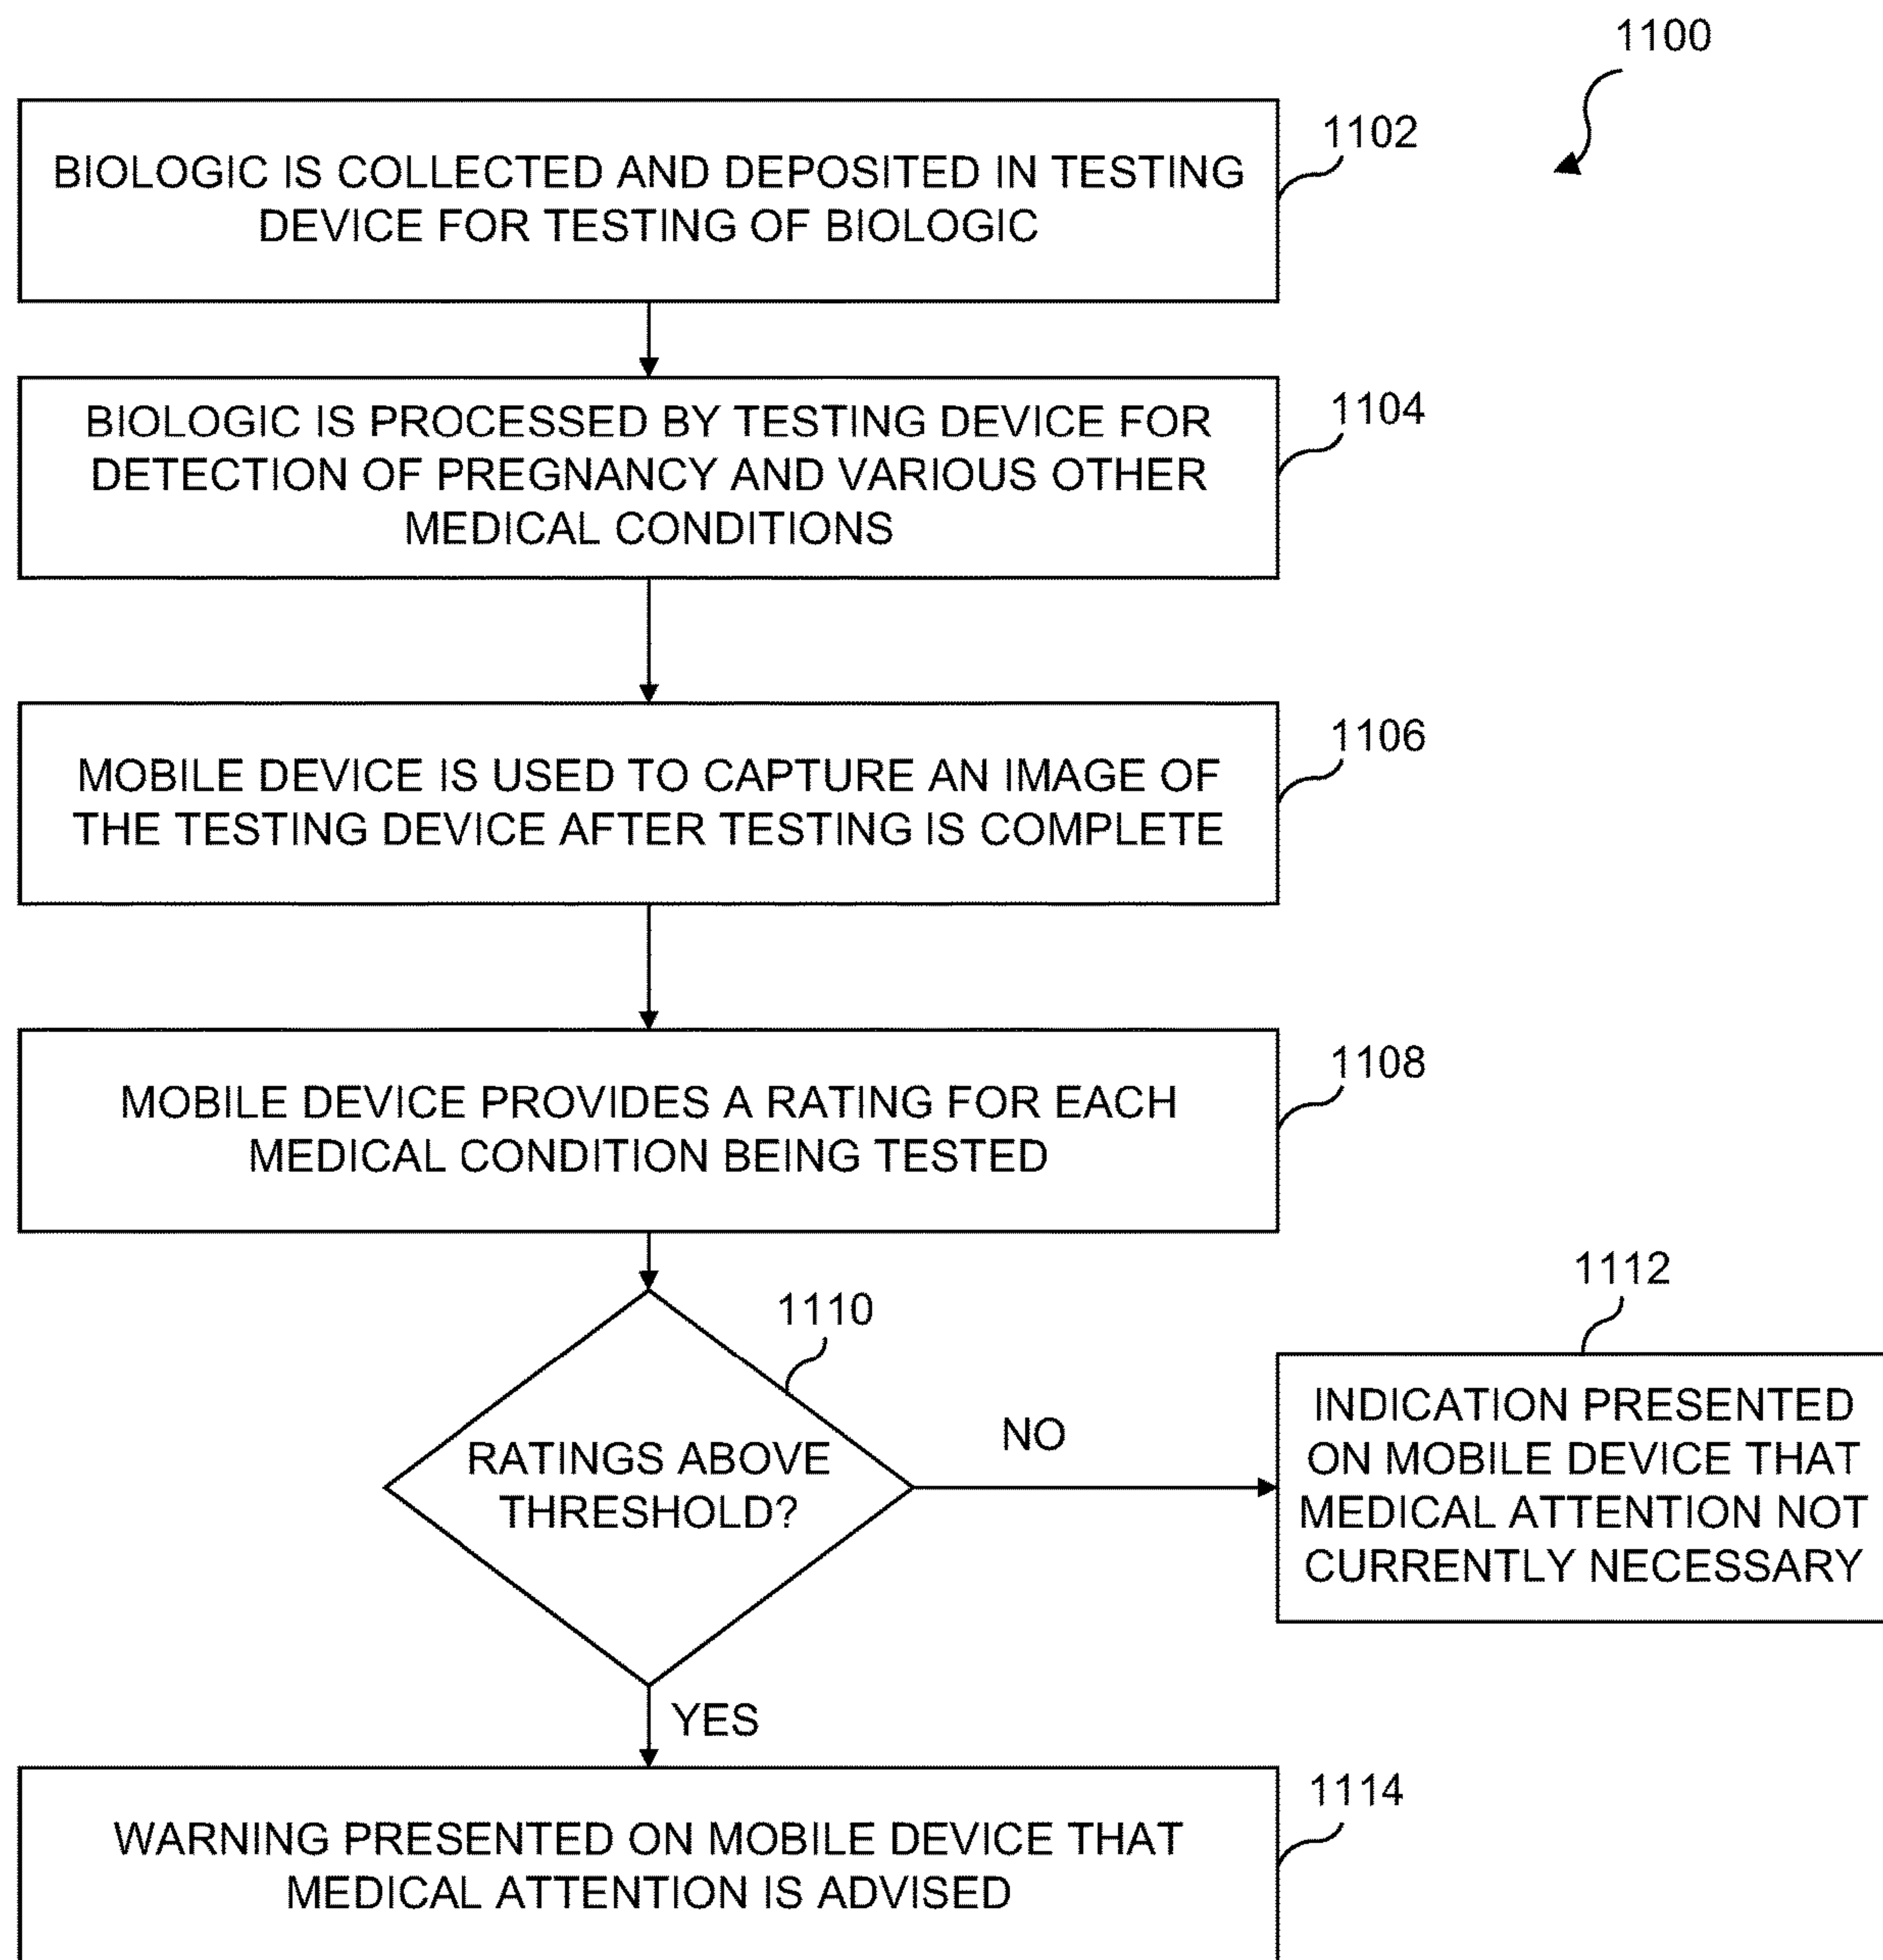 1100
BIOLOGIC IS COLLECTED AND DEPOSITED IN TESTING
DEVICE FOR TESTING OF BIOLOGIC
1102
BIOLOGIC IS PROCESSED BY TESTING DEVICE FOR
DETECTION OF PREGNANCY AND VARIOUS OTHER
MEDICAL CONDITIONS
1104
MOBILE DEVICE IS USED TO CAPTURE AN IMAGE OF
THE TESTING DEVICE AFTER TESTING IS COMPLETE
1106
MOBILE DEVICE PROVIDES A RATING FOR EACH
MEDICAL CONDITION BEING TESTED
1108
RATINGS ABOVE
THRESHOLD?
1110
NO
1112
INDICATION PRESENTED
ON MOBILE DEVICE THAT
MEDICAL ATTENTION NOT
CURRENTLY NECESSARY
YES
WARNING PRESENTED ON MOBILE DEVICE THAT
MEDICAL ATTENTION IS ADVISED
1114